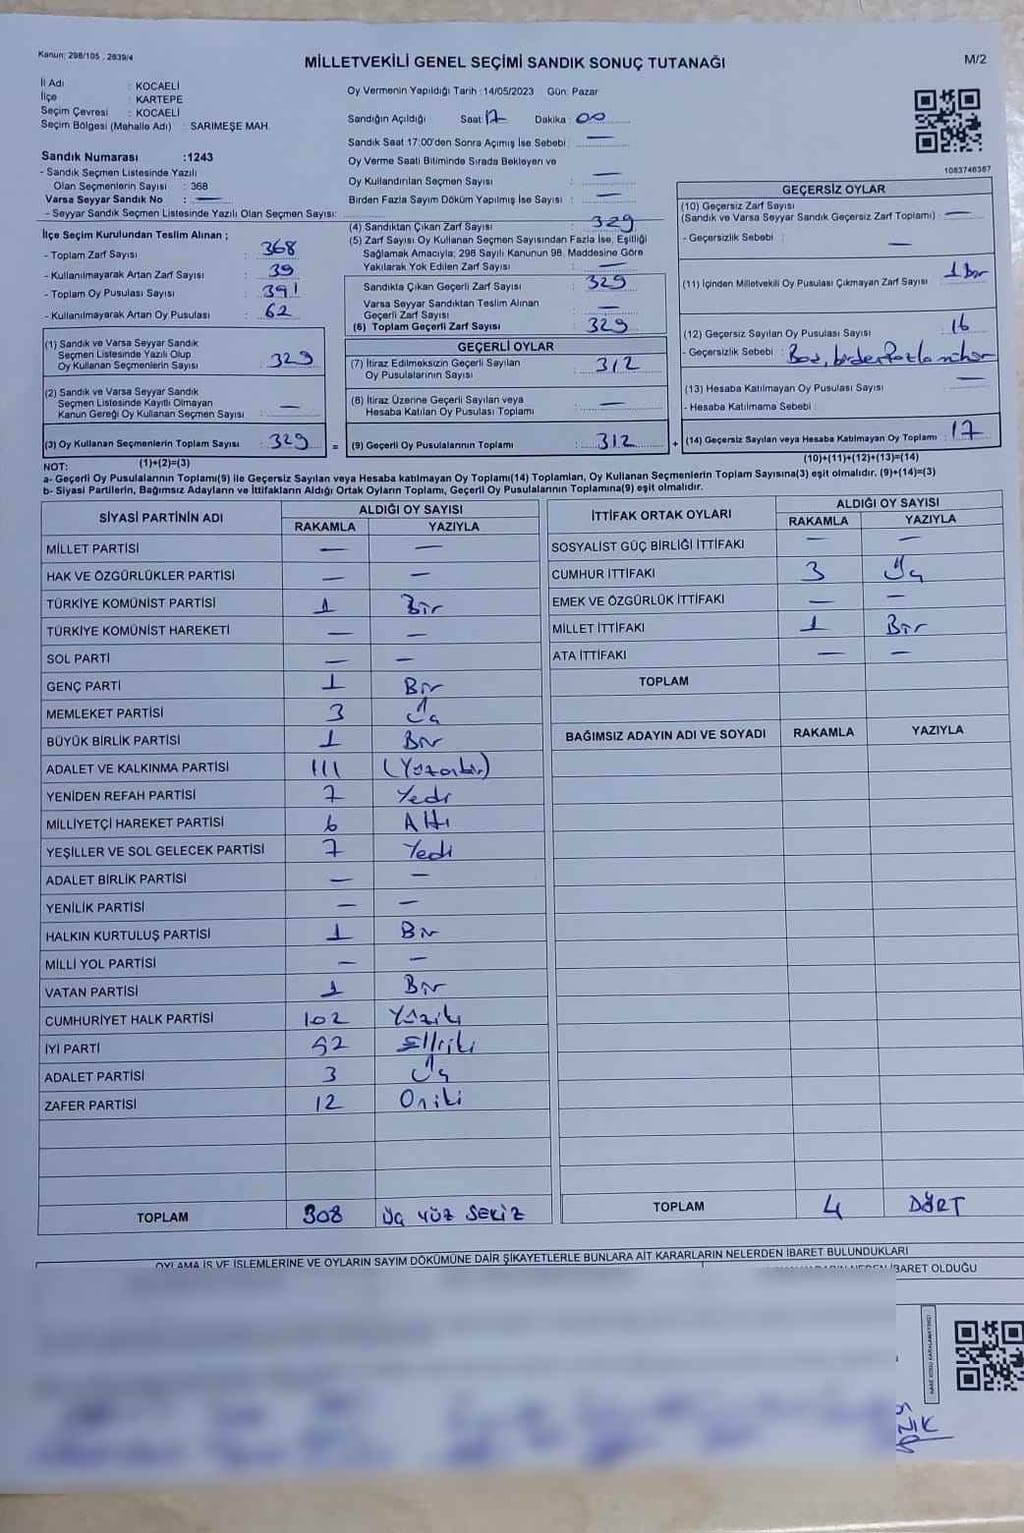 Kanun: 298/105 , 2839/4
MİLLETVEKİLİ GENEL SEÇİMİ SANDIK SONUÇ TUTANAĞI
M/2
İl Adı : KOCAELİ
İlçe : KARTEPE
Seçim Çevresi : KOCAELİ
Seçim Bölgesi (Mahalle Adı) : SARIMEŞE MAH.
Sandık Numarası :1243
- Sandık Seçmen Listesinde Yazılı
Olan Seçmenlerin Sayısı : 368
Varsa Seyyar Sandık No : —
- Seyyar Sandık Seçmen Listesinde Yazılı Olan Seçmen Sayısı:
İlçe Seçim Kurulundan Teslim Alınan ;
- Toplam Zarf Sayısı : 368
- Kullanılmayarak Artan Zarf Sayısı : 39
- Toplam Oy Pusulası Sayısı : 391
- Kullanılmayarak Artan Oy Pusulası : 62
(1) Sandık ve Varsa Seyyar Sandık
Seçmen Listesinde Yazılı Olup
Oy Kullanan Seçmenlerin Sayısı : 329
(2) Sandık ve Varsa Seyyar Sandık
Seçmen Listesinde Kayıtlı Olmayan
Kanun Gereği Oy Kullanan Seçmen Sayısı : —
(3) Oy Kullanan Seçmenlerin Toplam Sayısı : 329
Oy Vermenin Yapıldığı Tarih :14/05/2023 Gün: Pazar
Sandığın Açıldığı Saat: 17 Dakika : 00
Sandık Saat 17:00'den Sonra Açılmış İse Sebebi : —
Oy Verme Saati Bitiminde Sırada Bekleyen ve
Oy Kullandırılan Seçmen Sayısı : —
Birden Fazla Sayım Döküm Yapılmış İse Sayısı : —
(4) Sandıktan Çıkan Zarf Sayısı : 329
(5) Zarf Sayısı Oy Kullanan Seçmen Sayısından Fazla İse, Eşitliği
Sağlamak Amacıyla, 298 Sayılı Kanunun 98. Maddesine Göre
Yakılarak Yok Edilen Zarf Sayısı : —
Sandıkla Çıkan Geçerli Zarf Sayısı : 329
Varsa Seyyar Sandıktan Teslim Alınan
Geçerli Zarf Sayısı : —
(6) Toplam Geçerli Zarf Sayısı : 329
GEÇERLİ OYLAR
(7) İtiraz Edilmeksizin Geçerli Sayılan
Oy Pusulalarının Sayısı : 312
(8) İtiraz Üzerine Geçerli Sayılan veya
Hesaba Katılan Oy Pusulası Toplamı : —
= (9) Geçerli Oy Pusulalarının Toplamı : 312
1083746367
GEÇERSİZ OYLAR
(10) Geçersiz Zarf Sayısı
(Sandık ve Varsa Seyyar Sandık Geçersiz Zarf Toplamı) : —
- Geçersizlik Sebebi : —
(11) İçinden Milletvekili Oy Pusulası Çıkmayan Zarf Sayısı : 1 Bir
(12) Geçersiz Sayılan Oy Pusulası Sayısı : 16
- Geçersizlik Sebebi : Boş, birden fazla mühür
(13) Hesaba Katılmayan Oy Pusulası Sayısı : —
- Hesaba Katılmama Sebebi :
+ (14) Geçersiz Sayılan veya Hesaba Katılmayan Oy Toplamı : 17
NOT: (1)+(2)=(3) (10)+(11)+(12)+(13)=(14)
a- Geçerli Oy Pusulalarının Toplamı(9) ile Geçersiz Sayılan veya Hesaba katılmayan Oy Toplamı(14) Toplamları, Oy Kullanan Seçmenlerin Toplam Sayısına(3) eşit olmalıdır. (9)+(14)=(3)
b- Siyasi Partilerin, Bağımsız Adayların ve İttifakların Aldığı Ortak Oyların Toplamı, Geçerli Oy Pusulalarının Toplamına(9) eşit olmalıdır.
SİYASİ PARTİNİN ADI ALDIĞI OY SAYISI
RAKAMLA YAZIYLA
MİLLET PARTİSİ — —
HAK VE ÖZGÜRLÜKLER PARTİSİ — —
TÜRKİYE KOMÜNİST PARTİSİ 1 Bir
TÜRKİYE KOMÜNİST HAREKETİ — —
SOL PARTİ — —
GENÇ PARTİ 1 Bir
MEMLEKET PARTİSİ 3 Üç
BÜYÜK BİRLİK PARTİSİ 1 Bir
ADALET VE KALKINMA PARTİSİ 111 (Yüzonbir)
YENİDEN REFAH PARTİSİ 7 Yedi
MİLLİYETÇİ HAREKET PARTİSİ 6 Altı
YEŞİLLER VE SOL GELECEK PARTİSİ 7 Yedi
ADALET BİRLİK PARTİSİ — —
YENİLİK PARTİSİ — —
HALKIN KURTULUŞ PARTİSİ 1 Bir
MİLLİ YOL PARTİSİ — —
VATAN PARTİSİ 1 Bir
CUMHURİYET HALK PARTİSİ 102 Yüziki
İYİ PARTİ 52 Elliiki
ADALET PARTİSİ 3 Üç
ZAFER PARTİSİ 12 Oniki
TOPLAM 308 ÜÇ YÜZ SEKİZ
İTTİFAK ORTAK OYLARI ALDIĞI OY SAYISI
RAKAMLA YAZIYLA
SOSYALİST GÜÇ BİRLİĞİ İTTİFAKI — —
CUMHUR İTTİFAKI 3 Üç
EMEK VE ÖZGÜRLÜK İTTİFAKI — —
MİLLET İTTİFAKI 1 Bir
ATA İTTİFAKI — —
TOPLAM
BAĞIMSIZ ADAYIN ADI VE SOYADI RAKAMLA YAZIYLA
TOPLAM 4 DÖRT
OYLAMA İŞ VE İŞLEMLERİNE VE OYLARIN SAYIM DÖKÜMÜNE DAİR ŞİKAYETLERLE BUNLARA AİT KARARLARIN NELERDEN İBARET BULUNDUKLARI
İBARET OLDUĞU